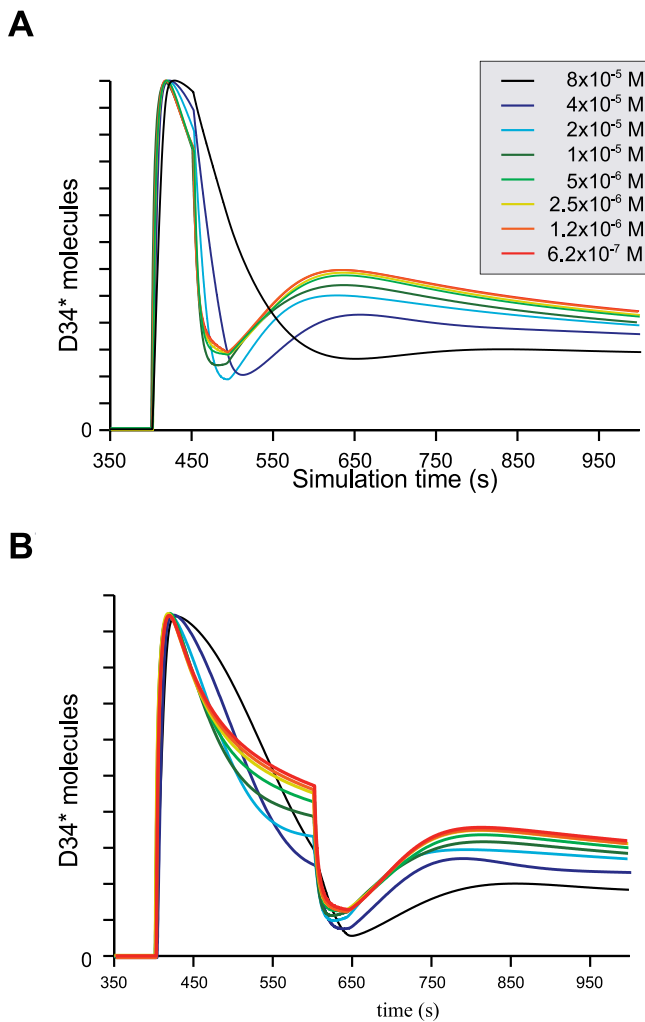 A
8x10⁻⁵ M
4x10⁻⁵ M
2x10⁻⁵ M
1x10⁻⁵ M
5x10⁻⁶ M
2.5x10⁻⁶ M
1.2x10⁻⁶ M
6.2x10⁻⁷ M
D34* molecules
0
350 450 550 650 750 850 950
Simulation time (s)
B
D34* molecules
0
350 450 550 650 750 850 950
time (s)